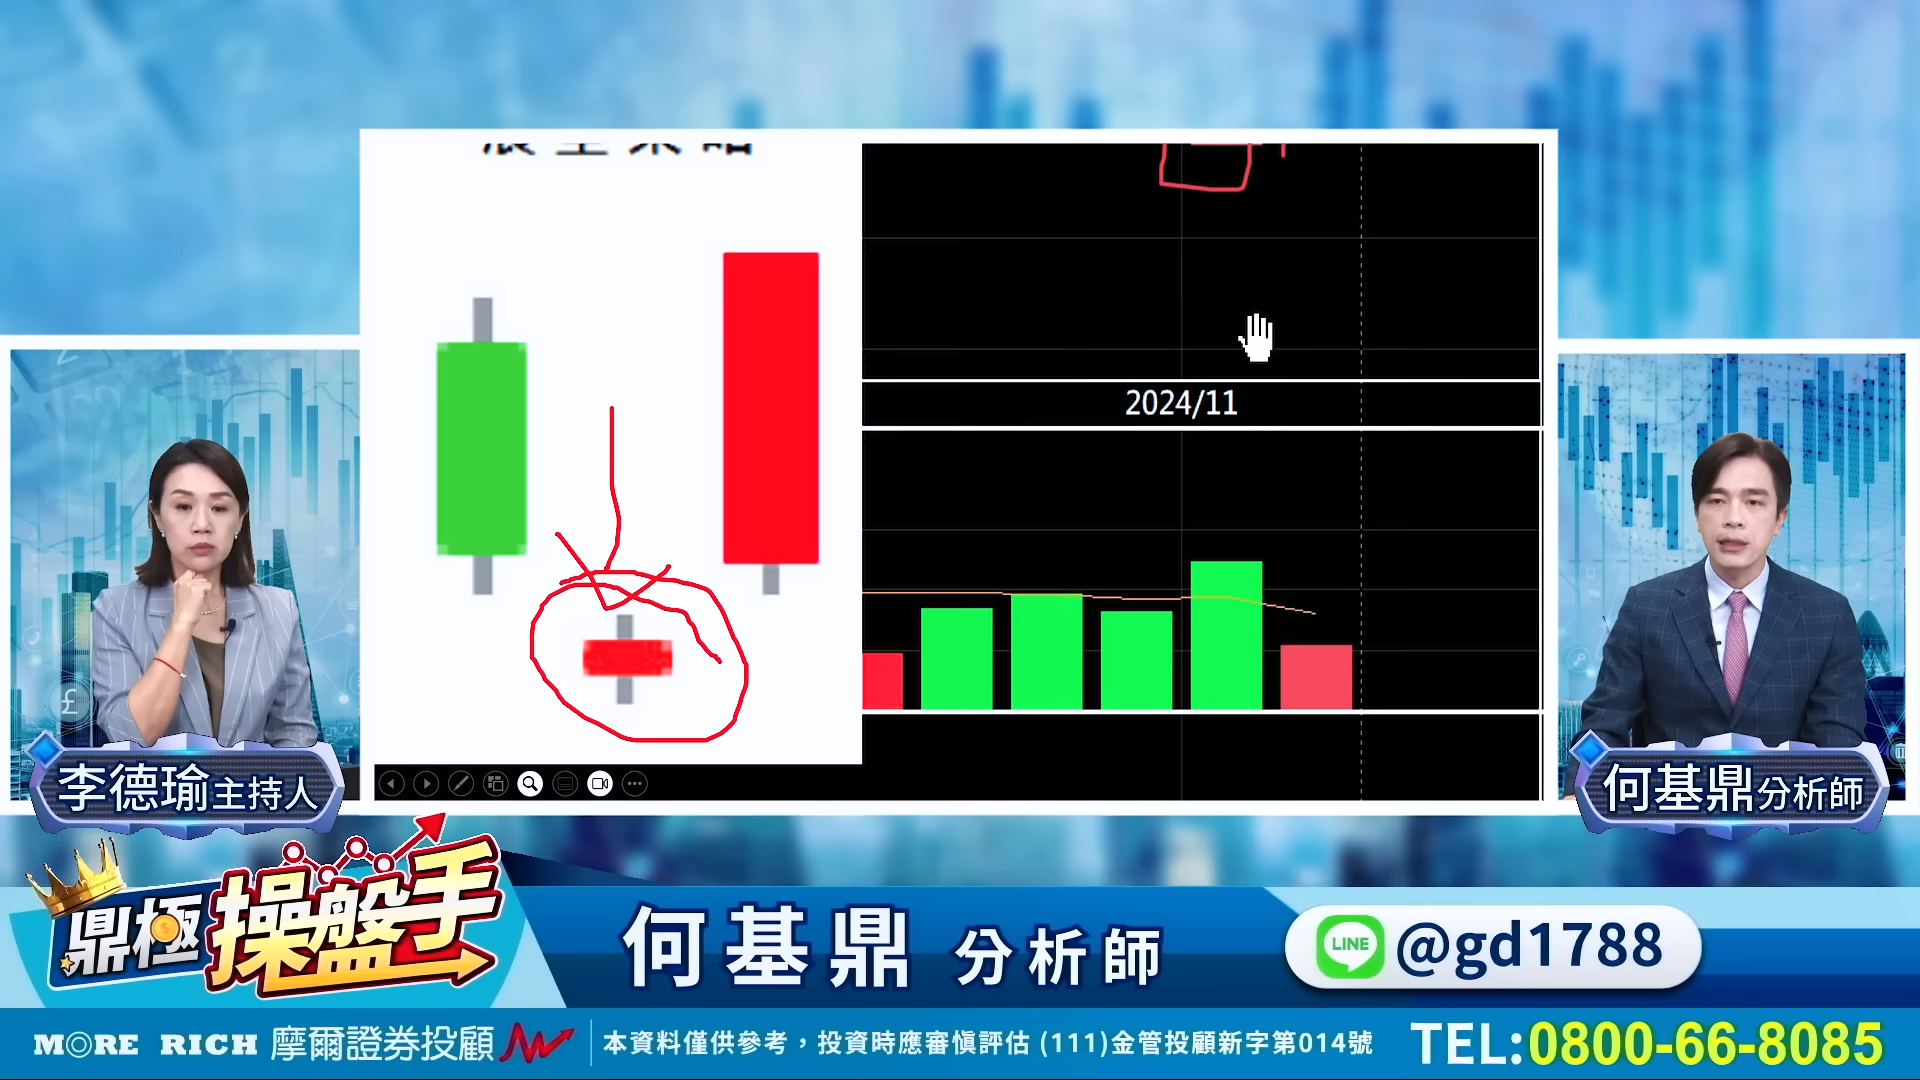 2024/11
李德瑜主持人
何基鼎分析師
鼎極操盤手
何基鼎 分析師
LINE @gd1788
MORE RICH 摩爾證券投顧
本資料僅供參考，投資時應審慎評估 (111)金管投顧新字第014號
TEL:0800-66-8085